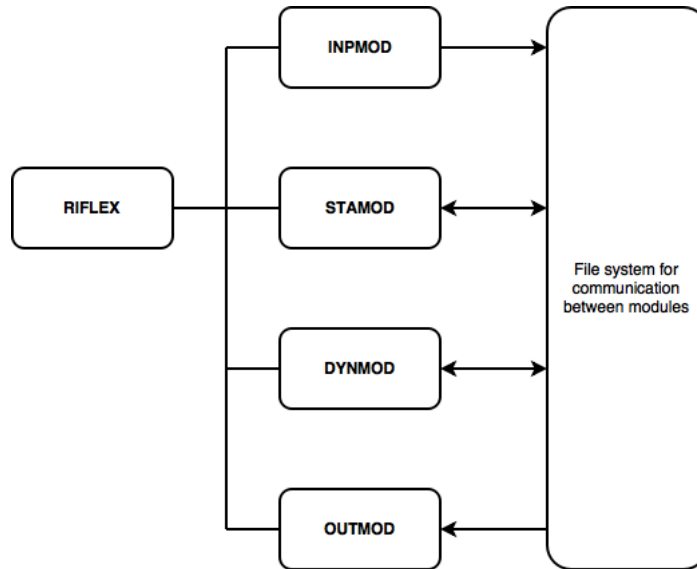 INPMOD
RIFLEX
STAMOD
File system for
communication
between modules
DYNMOD
OUTMOD